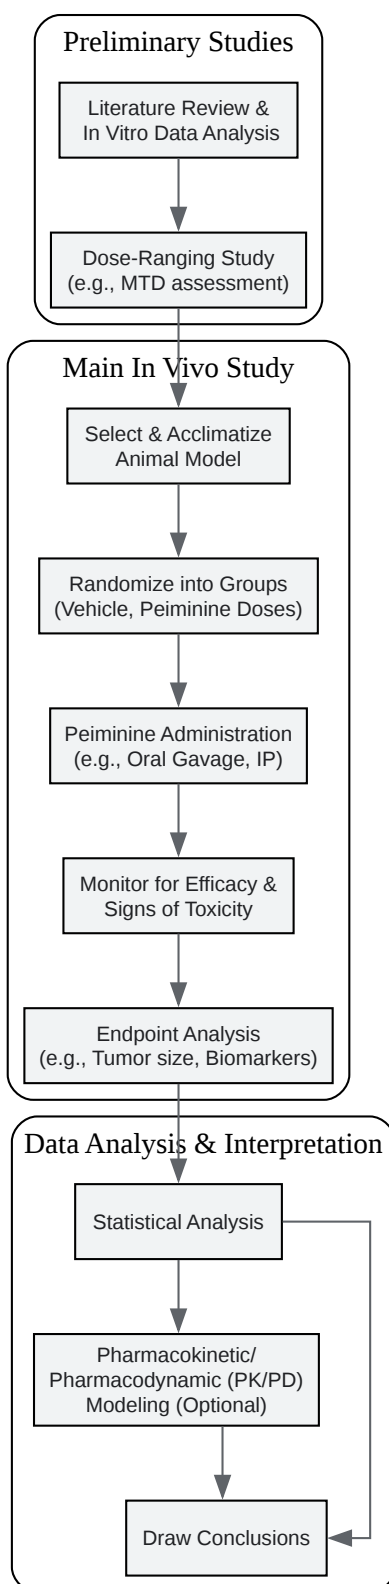 Preliminary Studies
Literature Review &
In Vitro Data Analysis
Dose-Ranging Study
(e.g., MTD assessment)
Main In Vivo Study
Select & Acclimatize
Animal Model
Randomize into Groups
(Vehicle, Peiminine Doses)
Peiminine Administration
(e.g., Oral Gavage, IP)
Monitor for Efficacy &
Signs of Toxicity
Endpoint Analysis
(e.g., Tumor size, Biomarkers)
Data Analysis & Interpretation
Statistical Analysis
Pharmacokinetic/
Pharmacodynamic (PK/PD)
Modeling (Optional)
Draw Conclusions